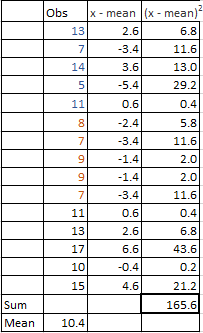 Obs x - mean (x - mean)²
13 2.6 6.8
7 -3.4 11.6
14 3.6 13.0
5 -5.4 29.2
11 0.6 0.4
8 -2.4 5.8
7 -3.4 11.6
9 -1.4 2.0
9 -1.4 2.0
7 -3.4 11.6
11 0.6 0.4
13 2.6 6.8
17 6.6 43.6
10 -0.4 0.2
15 4.6 21.2
Sum 165.6
Mean 10.4